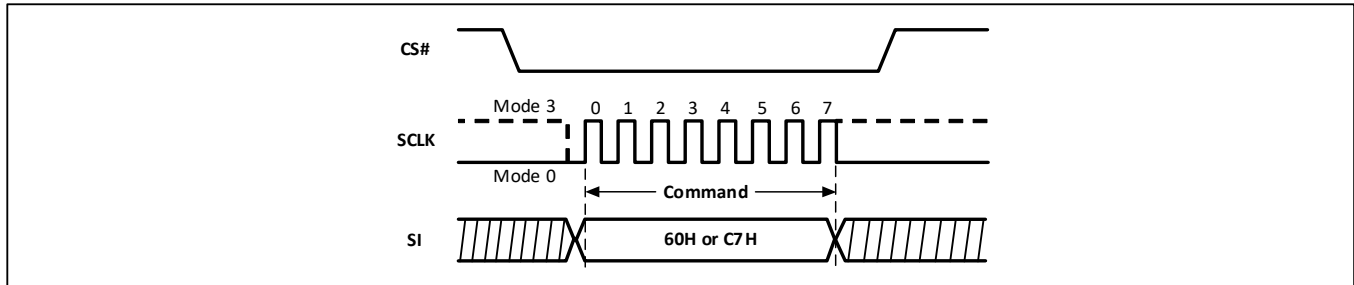 CS#
Mode 3
0 1 2 3 4 5 6 7
SCLK
Mode 0
Command
SI
60H or C7H